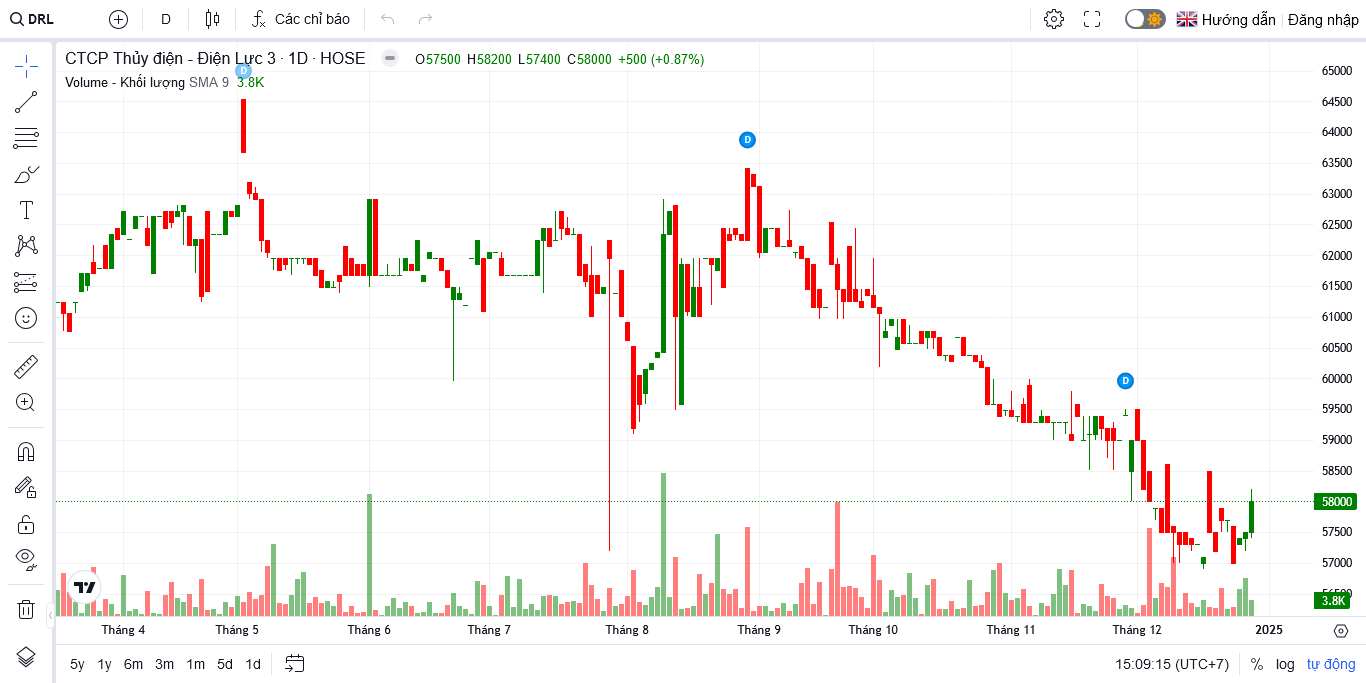 DRL D Các chỉ báo Hướng dẫn Đăng nhập
CTCP Thủy điện - Điện Lực 3 · 1D · HOSE O57500 H58200 L57400 C58000 +500 (+0.87%)
D
Volume - Khối lượng SMA 9 3.8K
D
D
65000
64500
64000
63500
63000
62500
62000
61500
61000
60500
60000
59500
59000
58500
58000
57500
57000
56500
3.8K
Tháng 4 Tháng 5 Tháng 6 Tháng 7 Tháng 8 Tháng 9 Tháng 10 Tháng 11 Tháng 12 2025
5y 1y 6m 3m 1m 5d 1d 15:09:15 (UTC+7) % log tự động